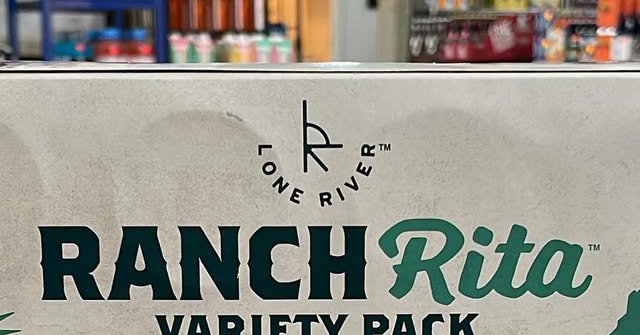 LONE RIVER™
RANCH Rita™
VARIETY PACK